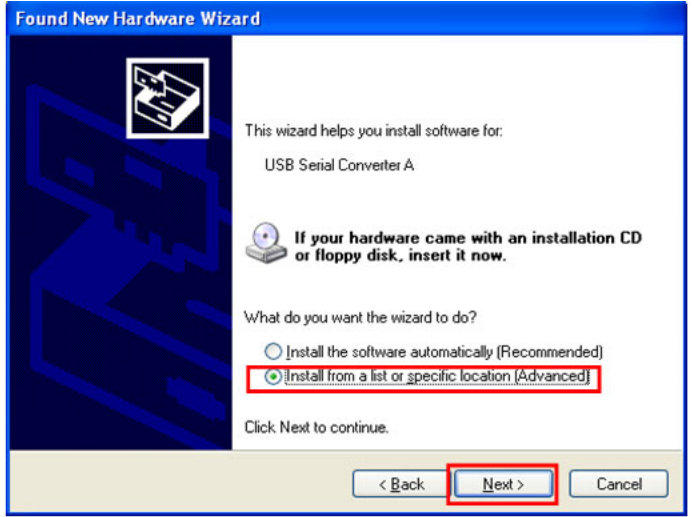 Found New Hardware Wizard
This wizard helps you install software for:
USB Serial Converter A
If your hardware came with an installation CD
or floppy disk, insert it now.
What do you want the wizard to do?
Install the software automatically (Recommended)
Install from a list or specific location (Advanced)
Click Next to continue.
< Back
Next >
Cancel